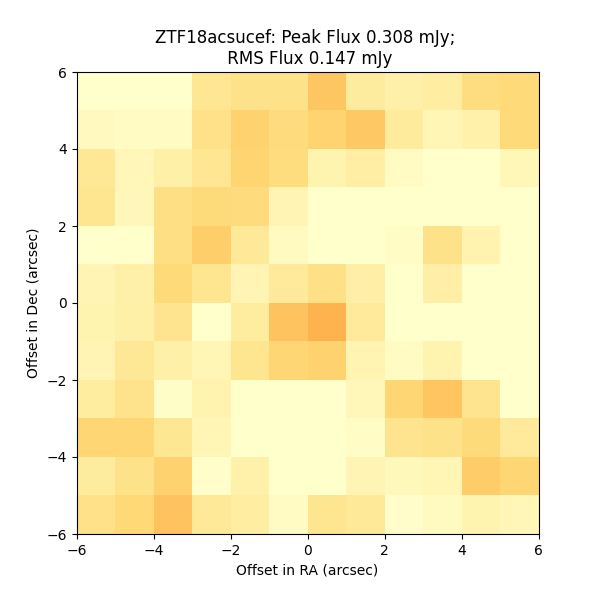 ZTF18acsucef: Peak Flux 0.308 mJy;
RMS Flux 0.147 mJy
6
4
2
0
−2
−4
−6
Offset in Dec (arcsec)
−6 −4 −2 0 2 4 6
Offset in RA (arcsec)